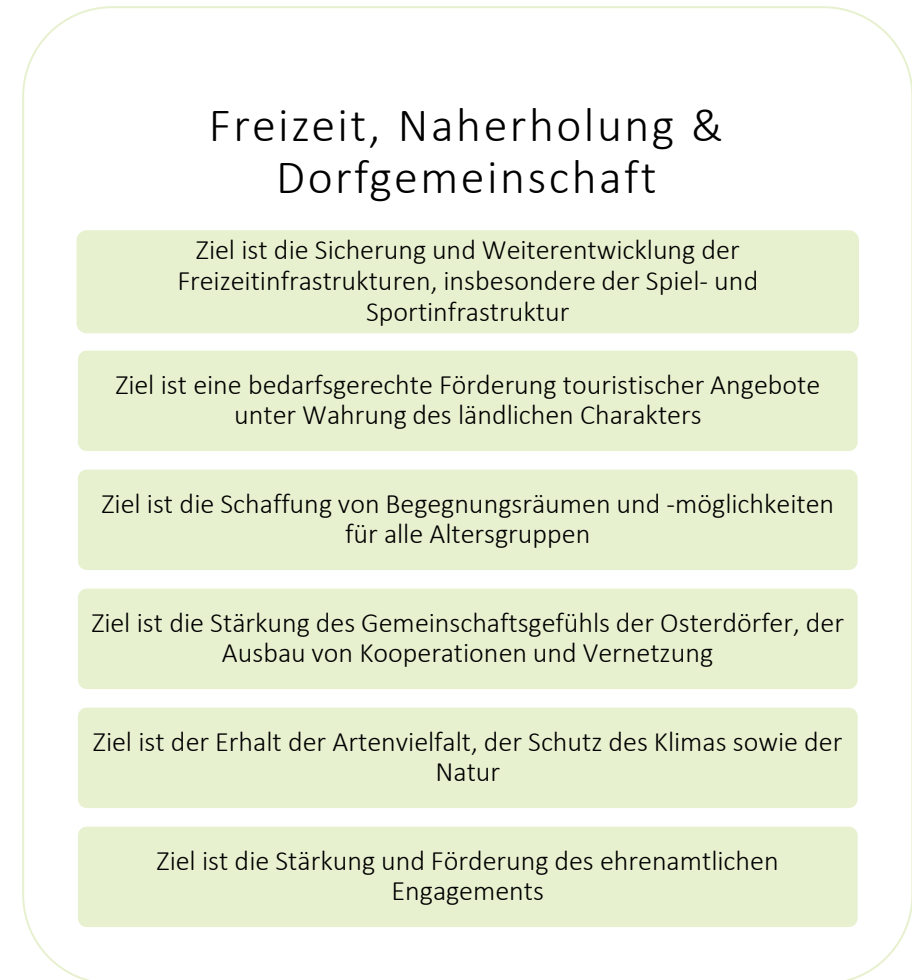 Freizeit, Naherholung &
Dorfgemeinschaft
Ziel ist die Sicherung und Weiterentwicklung der
Freizeitinfrastrukturen, insbesondere der Spiel- und
Sportinfrastruktur
Ziel ist eine bedarfsgerechte Förderung touristischer Angebote
unter Wahrung des ländlichen Charakters
Ziel ist die Schaffung von Begegnungsräumen und -möglichkeiten
für alle Altersgruppen
Ziel ist die Stärkung des Gemeinschaftsgefühls der Osterdörfer, der
Ausbau von Kooperationen und Vernetzung
Ziel ist der Erhalt der Artenvielfalt, der Schutz des Klimas sowie der
Natur
Ziel ist die Stärkung und Förderung des ehrenamtlichen
Engagements